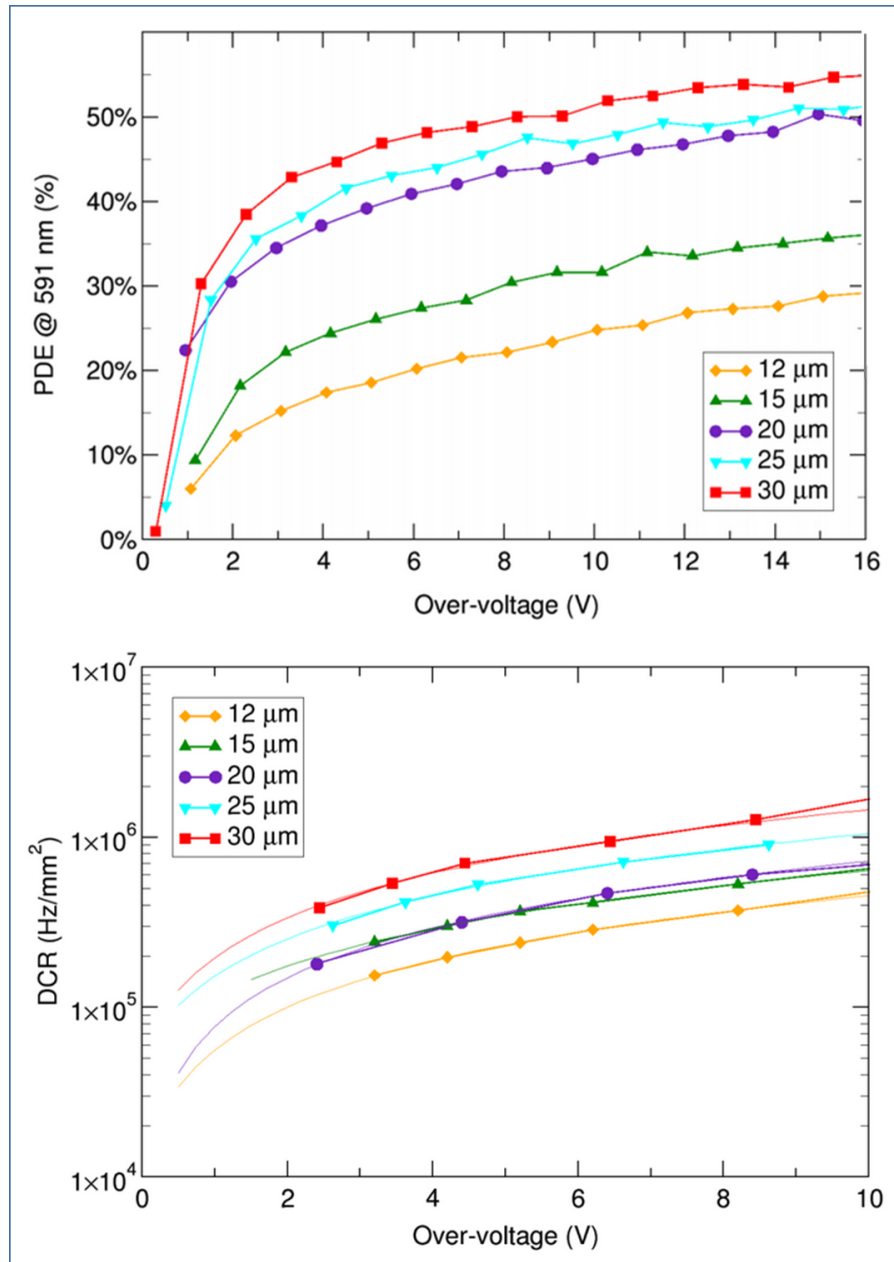 50%
40%
30%
20%
10%
0%
PDE @ 591 nm (%)
12 μm
15 μm
20 μm
25 μm
30 μm
0 2 4 6 8 10 12 14 16
Over-voltage (V)
1×10⁷
1×10⁶
1×10⁵
1×10⁴
DCR (Hz/mm²)
12 μm
15 μm
20 μm
25 μm
30 μm
0 2 4 6 8 10
Over-voltage (V)